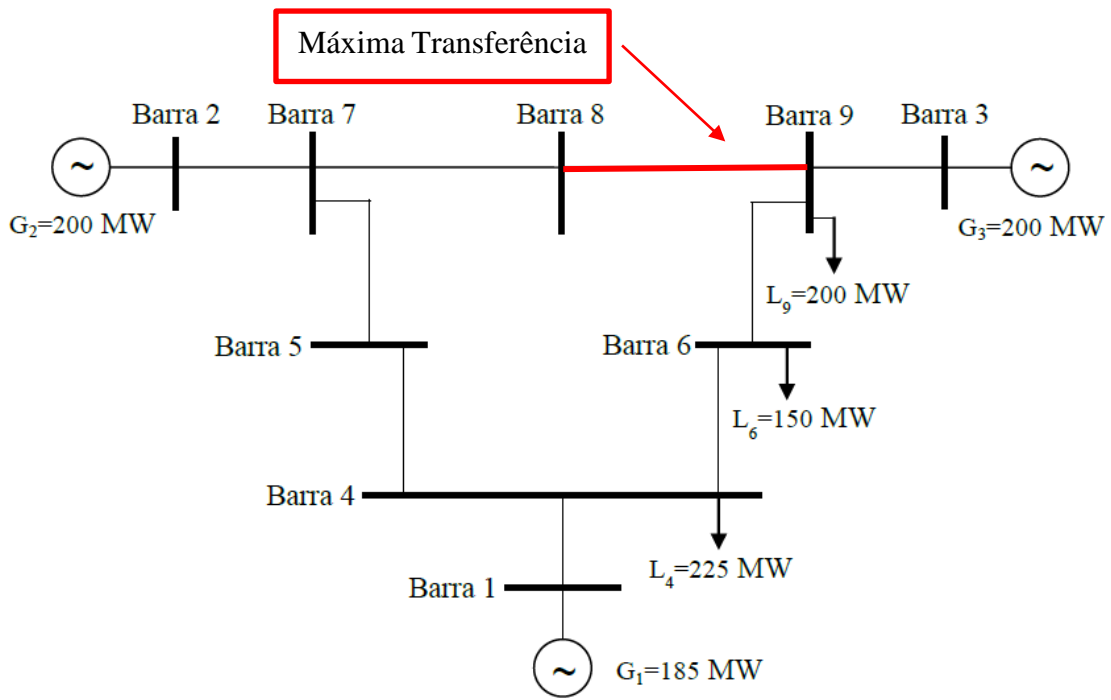 Máxima Transferência
Barra 2
Barra 7
Barra 8
Barra 9
Barra 3
~
~
G₂=200 MW
G₃=200 MW
L₉=200 MW
Barra 5
Barra 6
L₆=150 MW
Barra 4
L₄=225 MW
Barra 1
~
G₁=185 MW